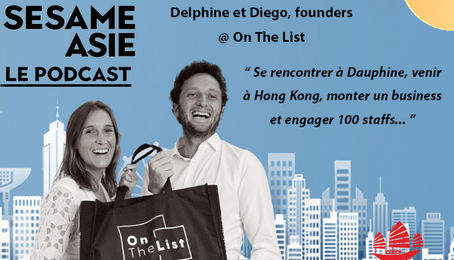 SESAME
ASIE
LE PODCAST
Delphine et Diego, founders
@ On The List
“ Se rencontrer à Dauphine, venir
à Hong Kong, monter un business
et engager 100 staffs... ”
On
The List